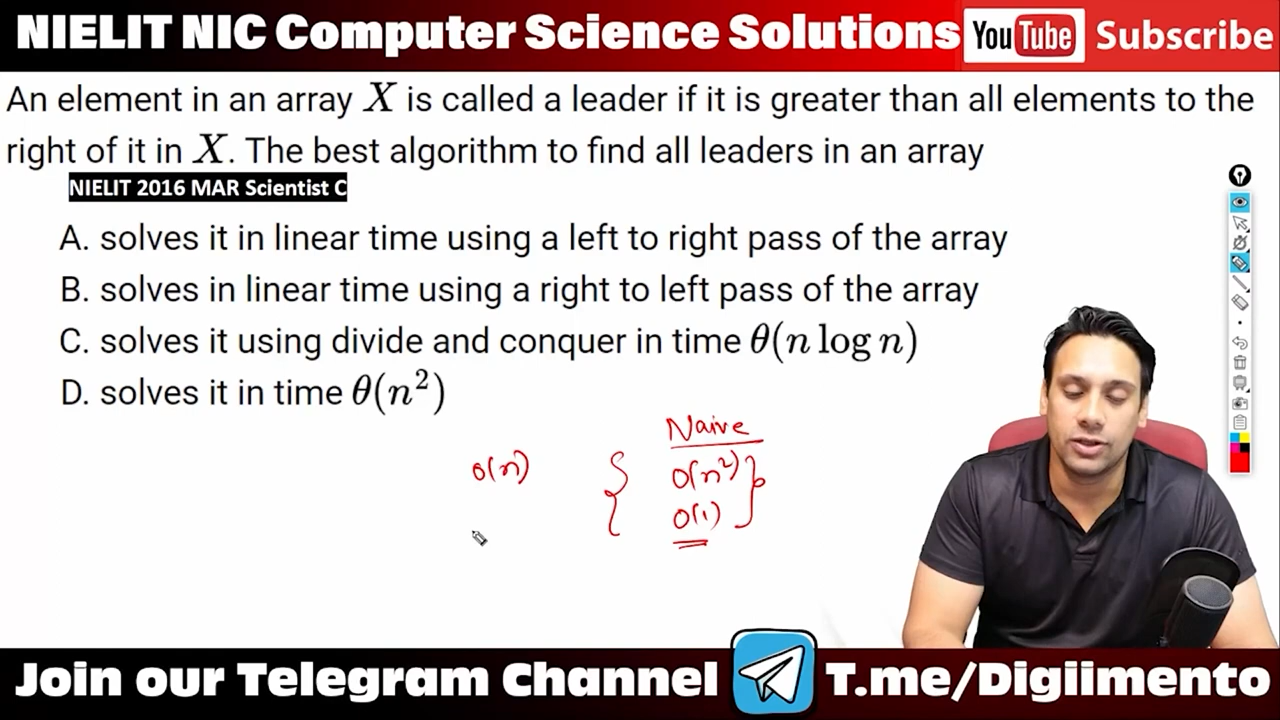 NIELIT NIC Computer Science Solutions
YouTube Subscribe
An element in an array X is called a leader if it is greater than all elements to the
right of it in X. The best algorithm to find all leaders in an array
NIELIT 2016 MAR Scientist C
A. solves it in linear time using a left to right pass of the array
B. solves in linear time using a right to left pass of the array
C. solves it using divide and conquer in time θ(n log n)
D. solves it in time θ(n²)
Naive
O(n)
O(n²)
O(1)
Join our Telegram Channel
T.me/Digiimento